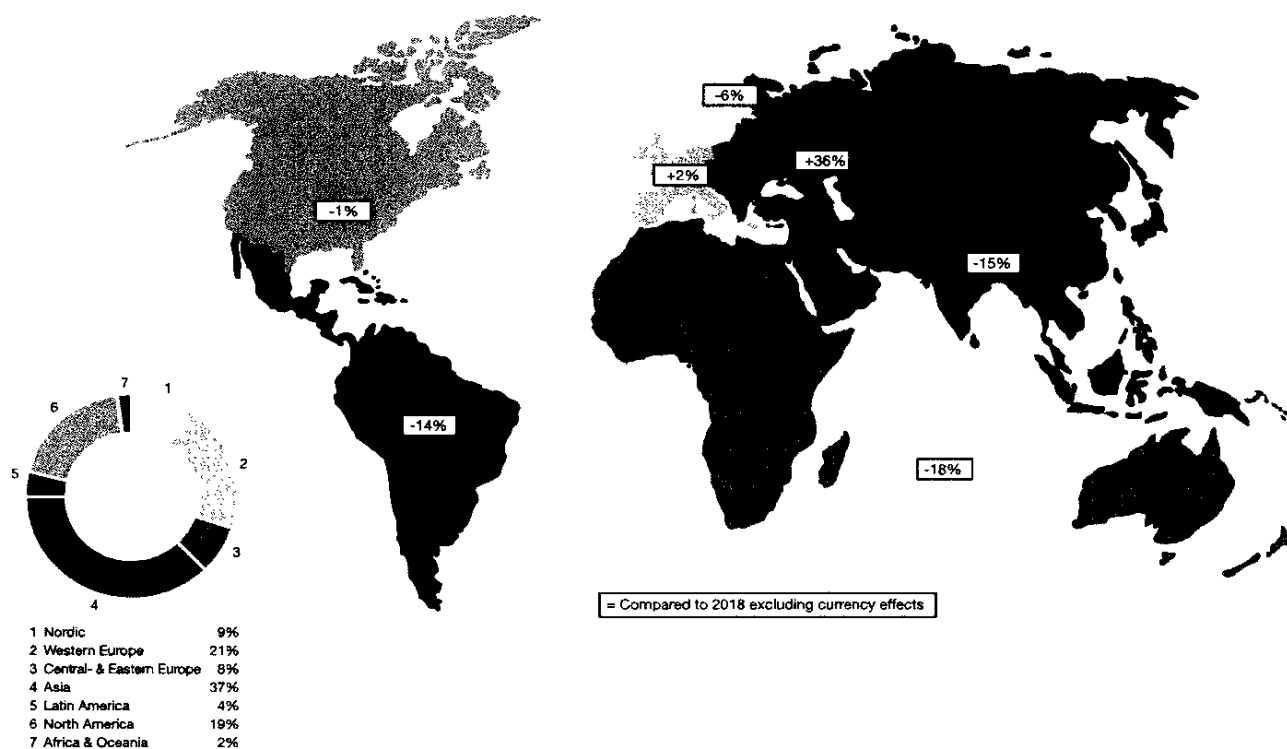 -6%
+36%
+2%
-1%
-15%
-14%
-18%
7 1
6
2
5
3
4
= Compared to 2018 excluding currency effects
1 Nordic 9%
2 Western Europe 21%
3 Central- & Eastern Europe 8%
4 Asia 37%
5 Latin America 4%
6 North America 19%
7 Africa & Oceania 2%